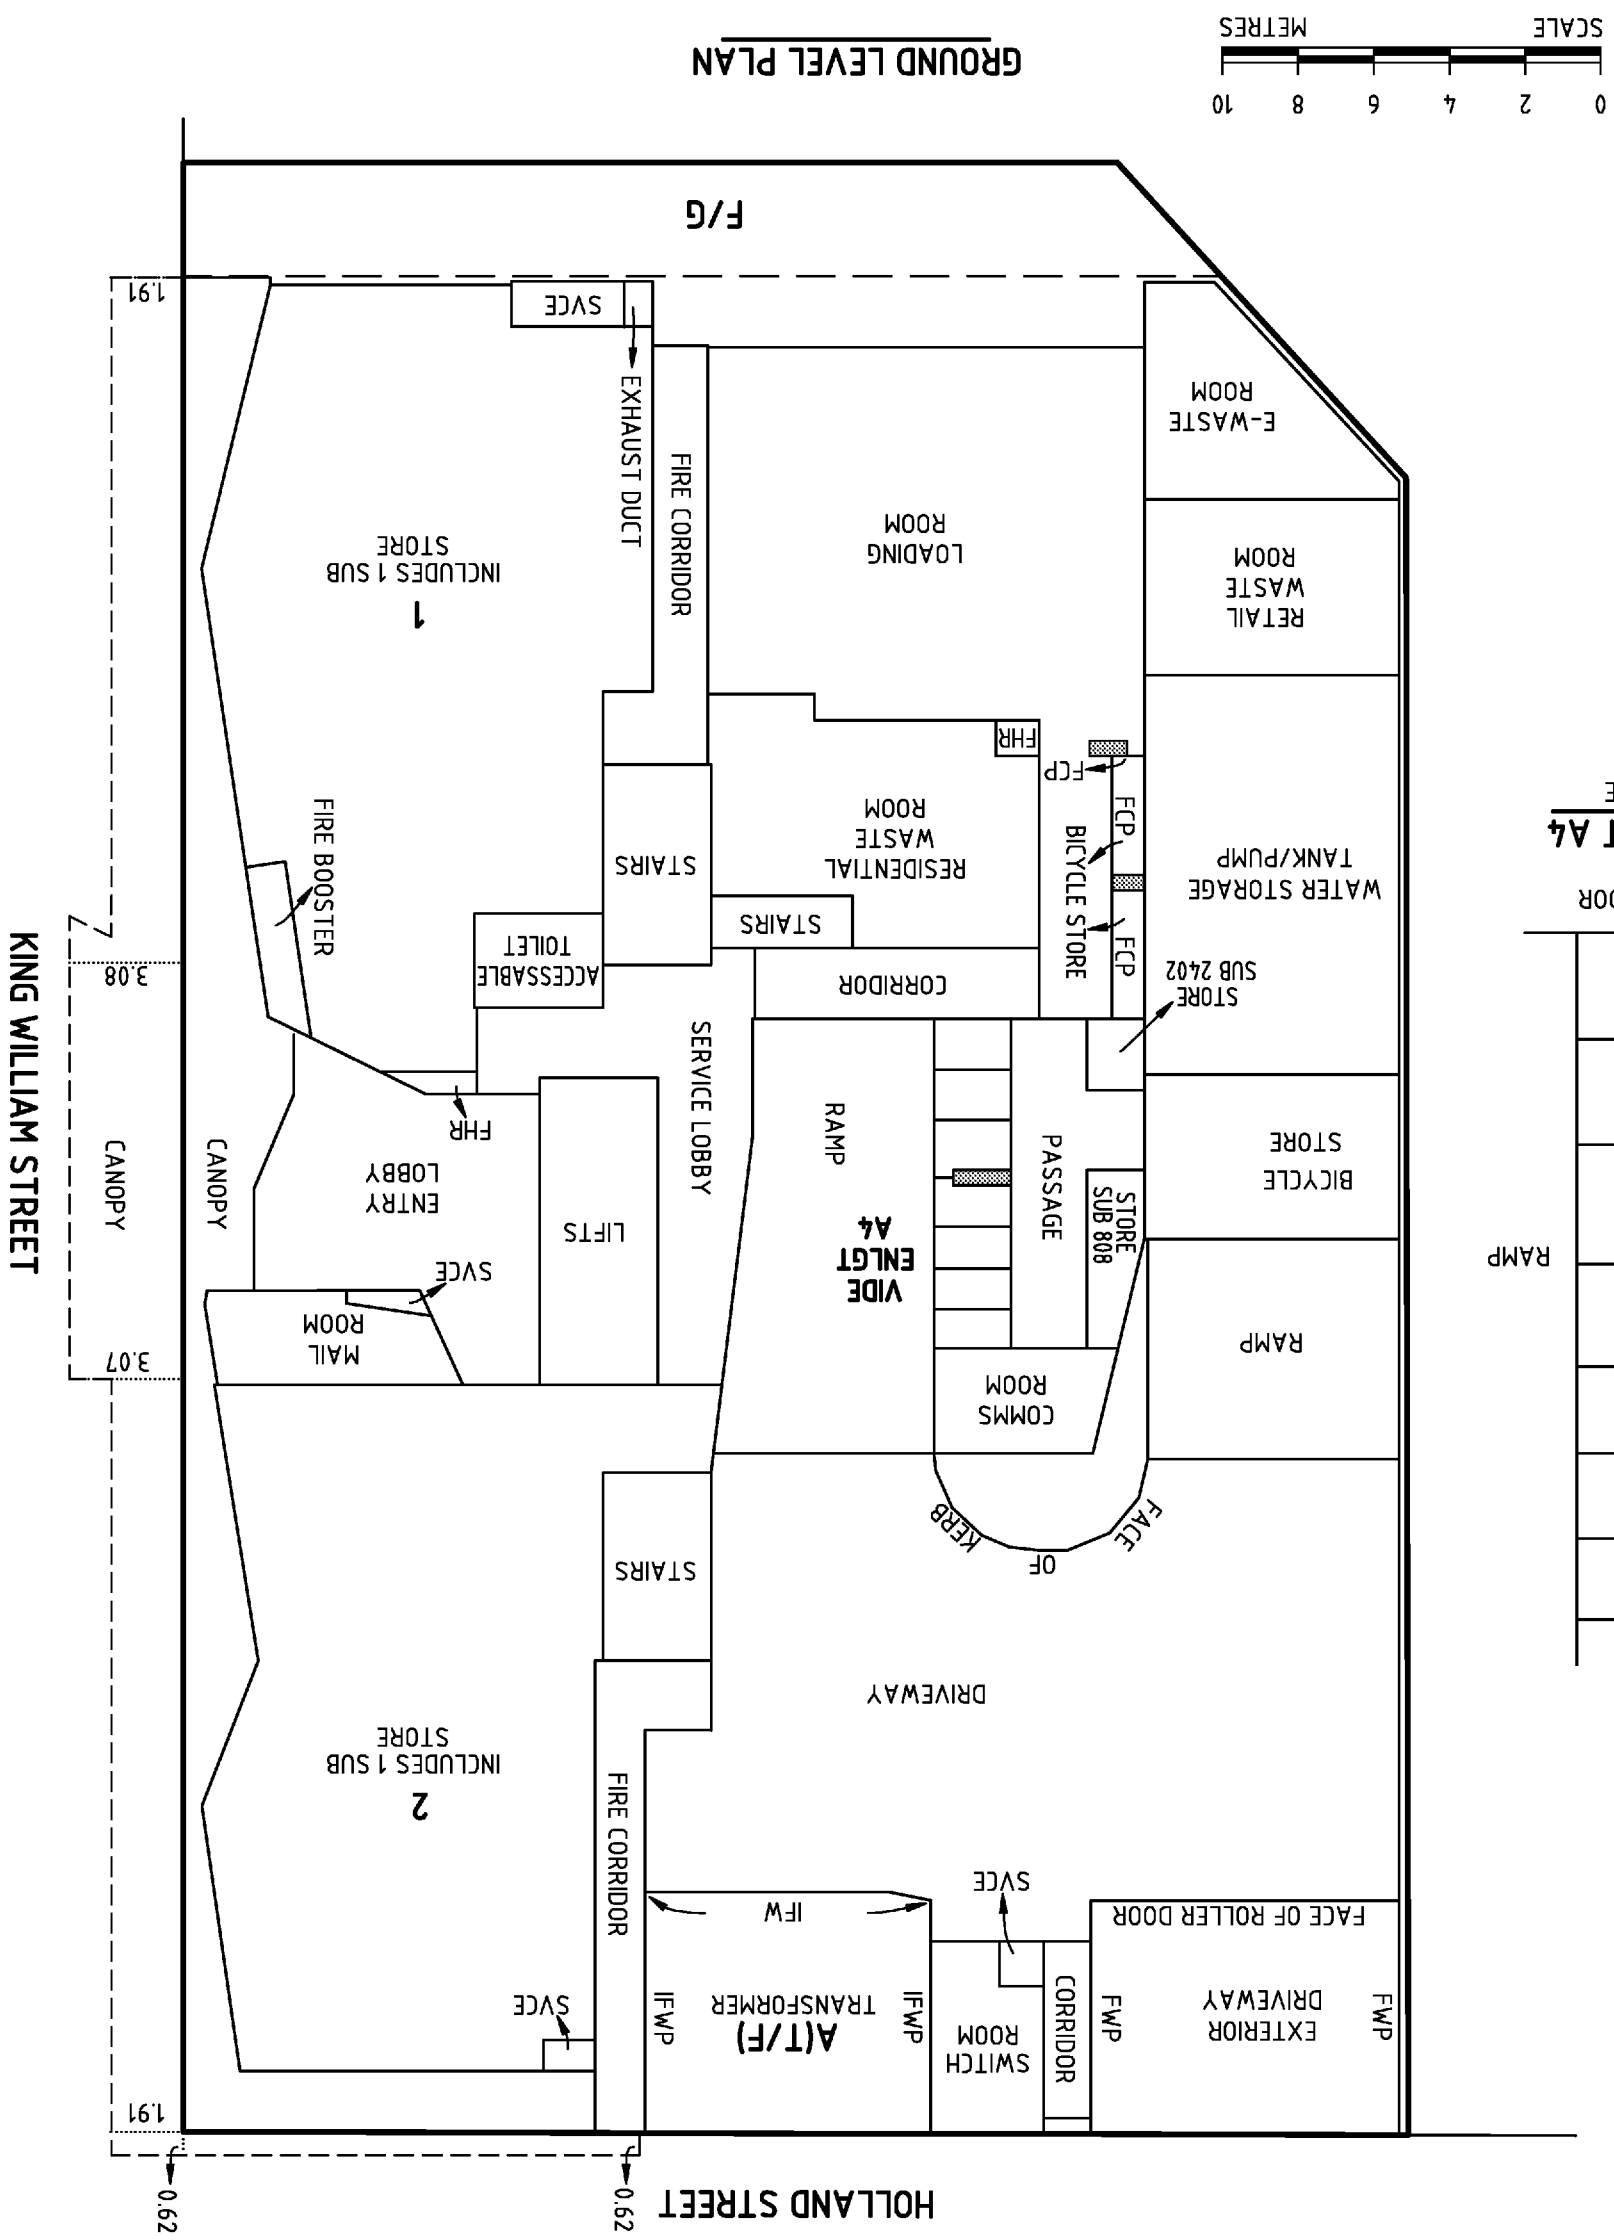 HOLLAND STREET
0.62
0.62
1.91
EXTERIOR
DRIVEWAY
FWP
FWP
FACE OF ROLLER DOOR
CORRIDOR
SWITCH
ROOM
SVCE
A(T/F)
TRANSFORMER
IFWP
IFWP
IFW
FIRE CORRIDOR
SVCE
2
INCLUDES 1 SUB
STORE
DRIVEWAY
STAIRS
FACE
OF
KERB
COMMS
ROOM
RAMP
RAMP
3.07
MAIL
ROOM
SVCE
VIDE
ENLGT
A4
RAMP
PASSAGE
STORE
SUB 808
BICYCLE
STORE
LIFTS
ENTRY
LOBBY
FHR
SERVICE LOBBY
CANOPY
CANOPY
KING WILLIAM STREET
3.08
STORE
SUB 2402
CORRIDOR
ACCESSABLE
TOILET
STAIRS
STAIRS
WATER STORAGE
TANK/PUMP
FCP
FCP
FCP
BICYCLE STORE
RESIDENTIAL
WASTE
ROOM
FHR
FIRE BOOSTER
T A4
E
RETAIL
WASTE
ROOM
LOADING
ROOM
FIRE CORRIDOR
EXHAUST DUCT
1
INCLUDES 1 SUB
STORE
E-WASTE
ROOM
SVCE
1.91
F/G
GROUND LEVEL PLAN
0 2 4 6 8 10
SCALE
METRES